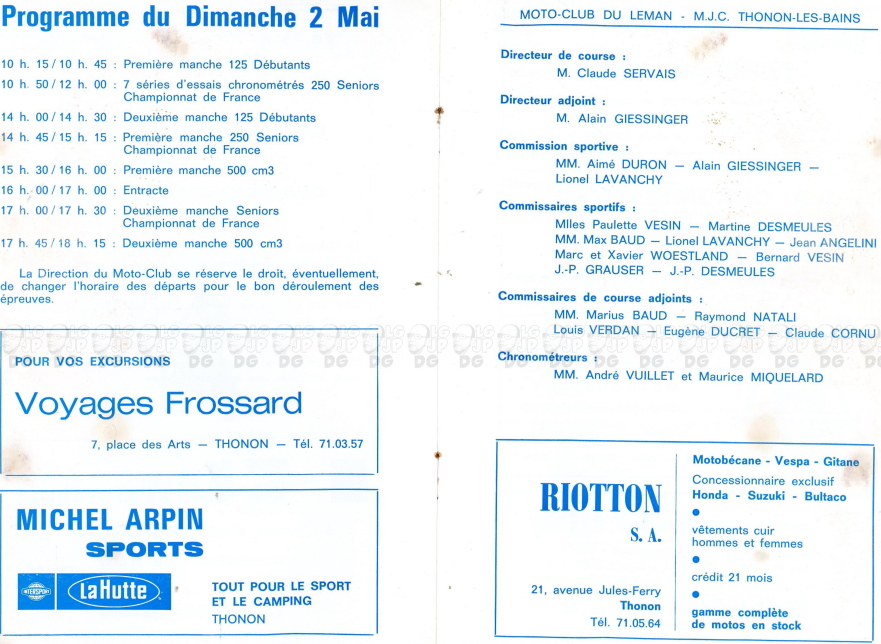 Programme du Dimanche 2 Mai
10 h. 15 / 10 h. 45 : Première manche 125 Débutants
10 h. 50 / 12 h. 00 : 7 séries d'essais chronométrés 250 Seniors
Championnat de France
14 h. 00 / 14 h. 30 : Deuxième manche 125 Débutants
14 h. 45 / 15 h. 15 : Première manche 250 Seniors
Championnat de France
15 h. 30 / 16 h. 00 : Première manche 500 cm3
16 h. 00 / 17 h. 00 : Entracte
17 h. 00 / 17 h. 30 : Deuxième manche Seniors
Championnat de France
17 h. 45 / 18 h. 15 : Deuxième manche 500 cm3
La Direction du Moto-Club se réserve le droit, éventuellement,
de changer l'horaire des départs pour le bon déroulement des
épreuves.
POUR VOS EXCURSIONS
Voyages Frossard
7, place des Arts — THONON — Tél. 71.03.57
MICHEL ARPIN
SPORTS
INTERSPORT
LaHutte
TOUT POUR LE SPORT
ET LE CAMPING
THONON
MOTO-CLUB DU LEMAN - M.J.C. THONON-LES-BAINS
Directeur de course :
M. Claude SERVAIS
Directeur adjoint :
M. Alain GIESSINGER
Commission sportive :
MM. Aimé DURON — Alain GIESSINGER —
Lionel LAVANCHY
Commissaires sportifs :
Mlles Paulette VESIN — Martine DESMEULES
MM. Max BAUD — Lionel LAVANCHY — Jean ANGELINI
Marc et Xavier WOESTLAND — Bernard VESIN
J.-P. GRAUSER — J.-P. DESMEULES
Commissaires de course adjoints :
MM. Marius BAUD — Raymond NATALI
Louis VERDAN — Eugène DUCRET — Claude CORNU
Chronométreurs :
MM. André VUILLET et Maurice MIQUELARD
RIOTTON
S. A.
21, avenue Jules-Ferry
Thonon
Tél. 71.05.64
Motobécane - Vespa - Gitane
Concessionnaire exclusif
Honda - Suzuki - Bultaco
vêtements cuir
hommes et femmes
crédit 21 mois
gamme complète
de motos en stock